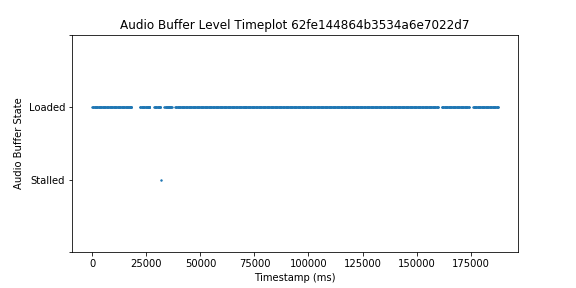 Audio Buffer Level Timeplot 62fe144864b3534a6e7022d7
Audio Buffer State
Loaded
Stalled
0 25000 50000 75000 100000 125000 150000 175000
Timestamp (ms)